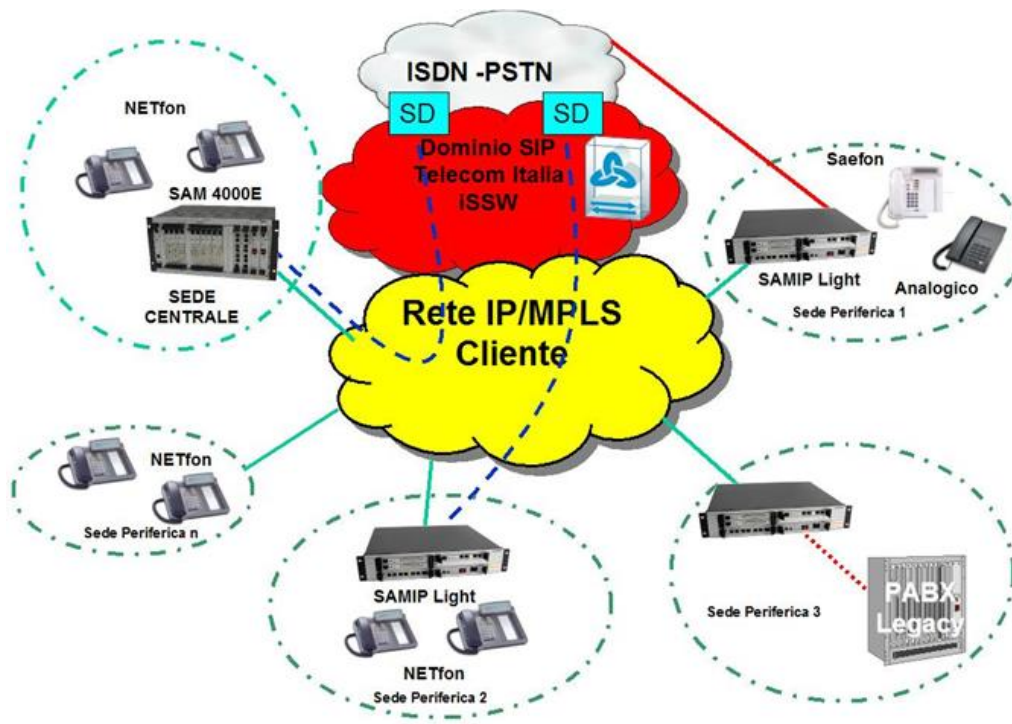 ISDN -PSTN
SD
SD
Dominio SIP
Telecom Italia
iSSW
NETfon
SAM 4000E
SEDE
CENTRALE
Saefon
SAMIP Light
Analogico
Sede Periferica 1
Rete IP/MPLS
Cliente
NETfon
Sede Periferica n
SAMIP Light
NETfon
Sede Periferica 2
Sede Periferica 3
PABX
Legacy